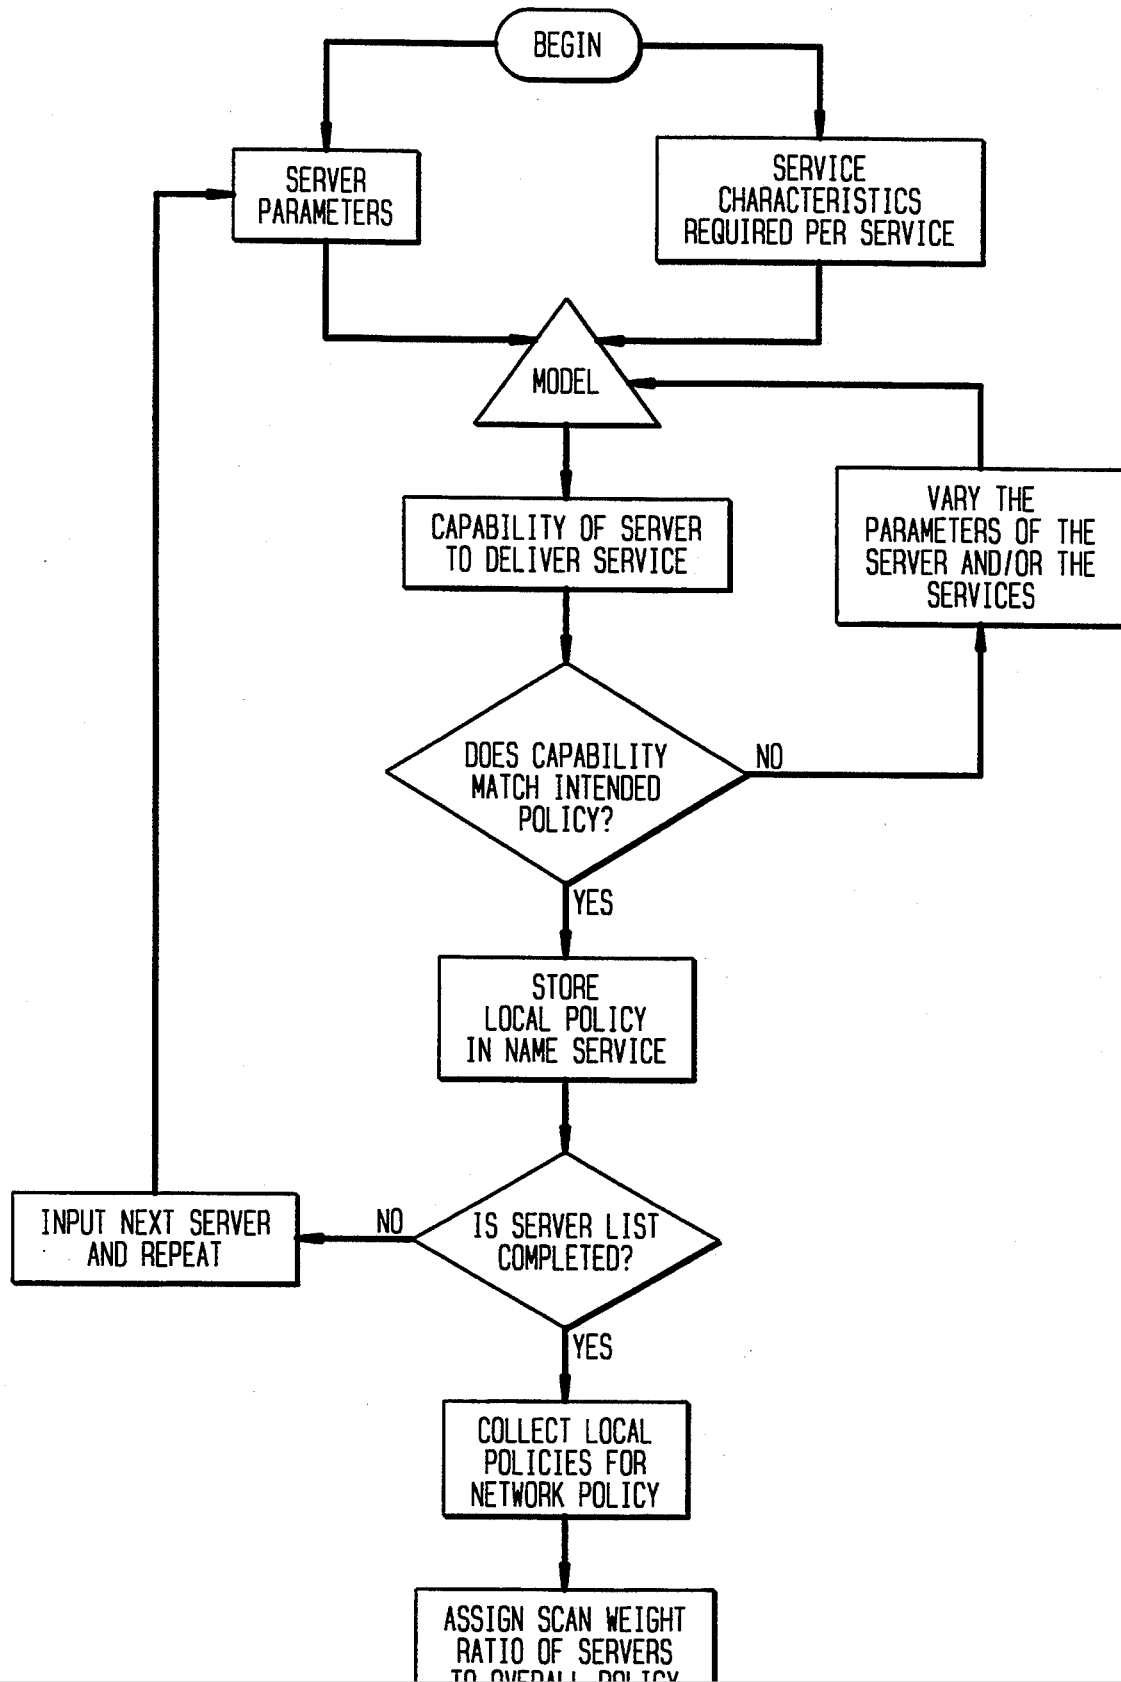 BEGIN
SERVER
PARAMETERS
SERVICE
CHARACTERISTICS
REQUIRED PER SERVICE
MODEL
VARY THE
PARAMETERS OF THE
SERVER AND/OR THE
SERVICES
CAPABILITY OF SERVER
TO DELIVER SERVICE
DOES CAPABILITY
MATCH INTENDED
POLICY?
NO
YES
STORE
LOCAL POLICY
IN NAME SERVICE
IS SERVER LIST
COMPLETED?
NO
INPUT NEXT SERVER
AND REPEAT
YES
COLLECT LOCAL
POLICIES FOR
NETWORK POLICY
ASSIGN SCAN WEIGHT
RATIO OF SERVERS
TO OVERALL POLICY